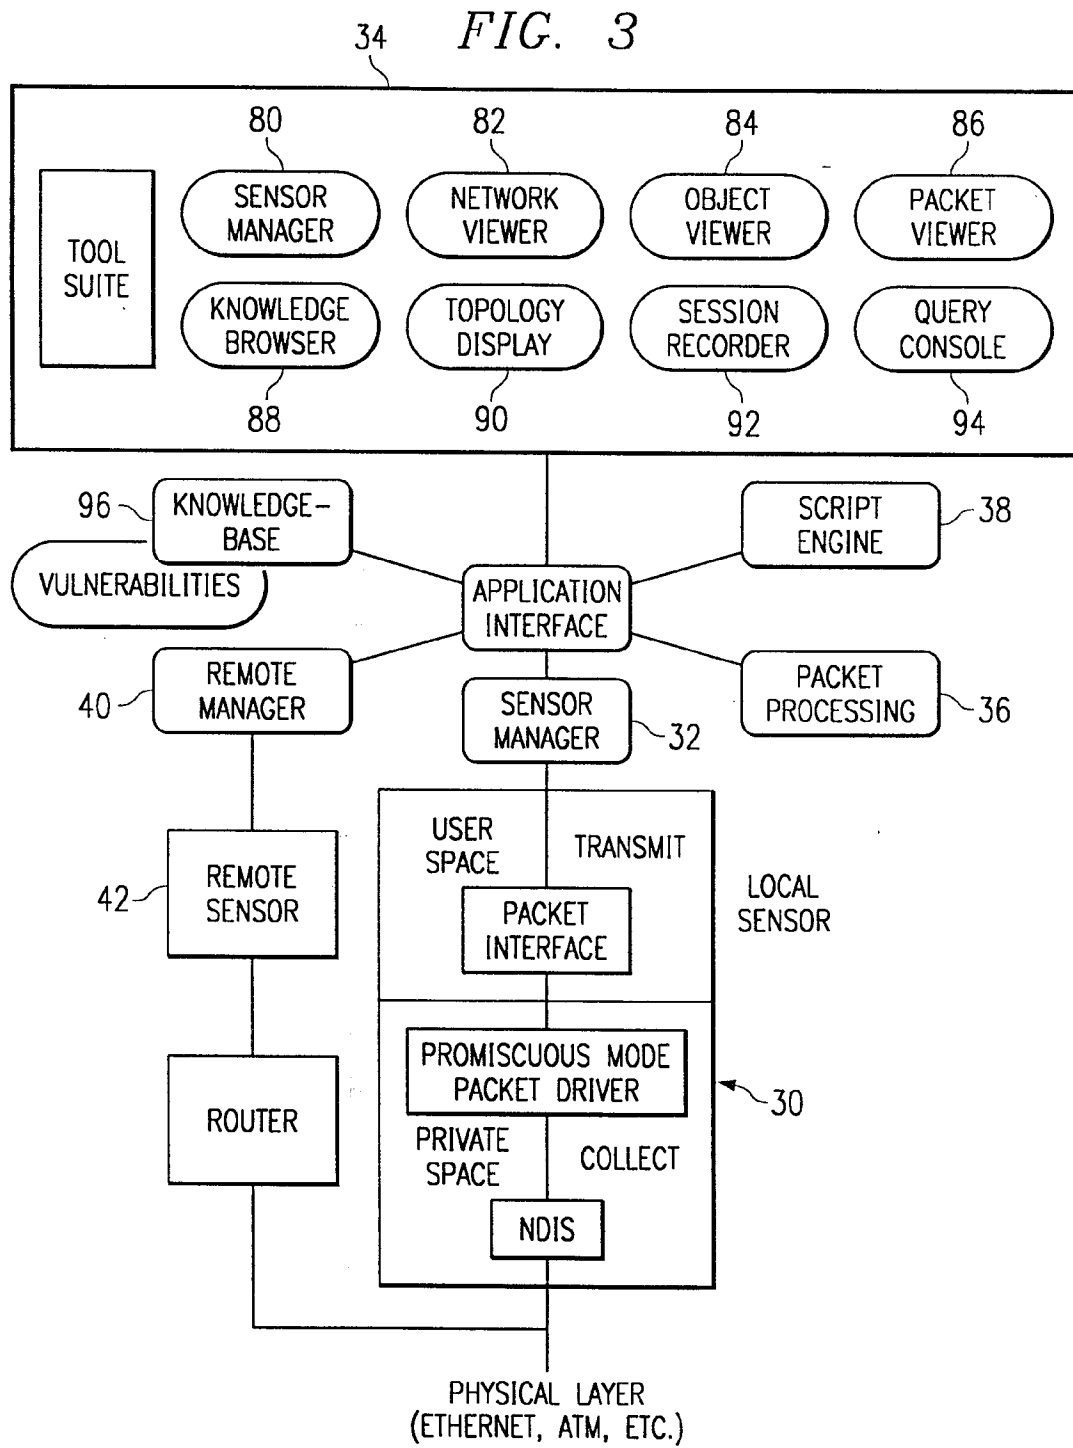 FIG. 3
34
80
82
84
86
TOOL
SUITE
SENSOR
MANAGER
NETWORK
VIEWER
OBJECT
VIEWER
PACKET
VIEWER
KNOWLEDGE
BROWSER
TOPOLOGY
DISPLAY
SESSION
RECORDER
QUERY
CONSOLE
88
90
92
94
96
KNOWLEDGE-
BASE
VULNERABILITIES
SCRIPT
ENGINE
38
APPLICATION
INTERFACE
REMOTE
MANAGER
40
SENSOR
MANAGER
32
PACKET
PROCESSING
36
USER
SPACE
TRANSMIT
REMOTE
SENSOR
42
PACKET
INTERFACE
LOCAL
SENSOR
PROMISCUOUS MODE
PACKET DRIVER
30
ROUTER
PRIVATE
SPACE
COLLECT
NDIS
PHYSICAL LAYER
(ETHERNET, ATM, ETC.)